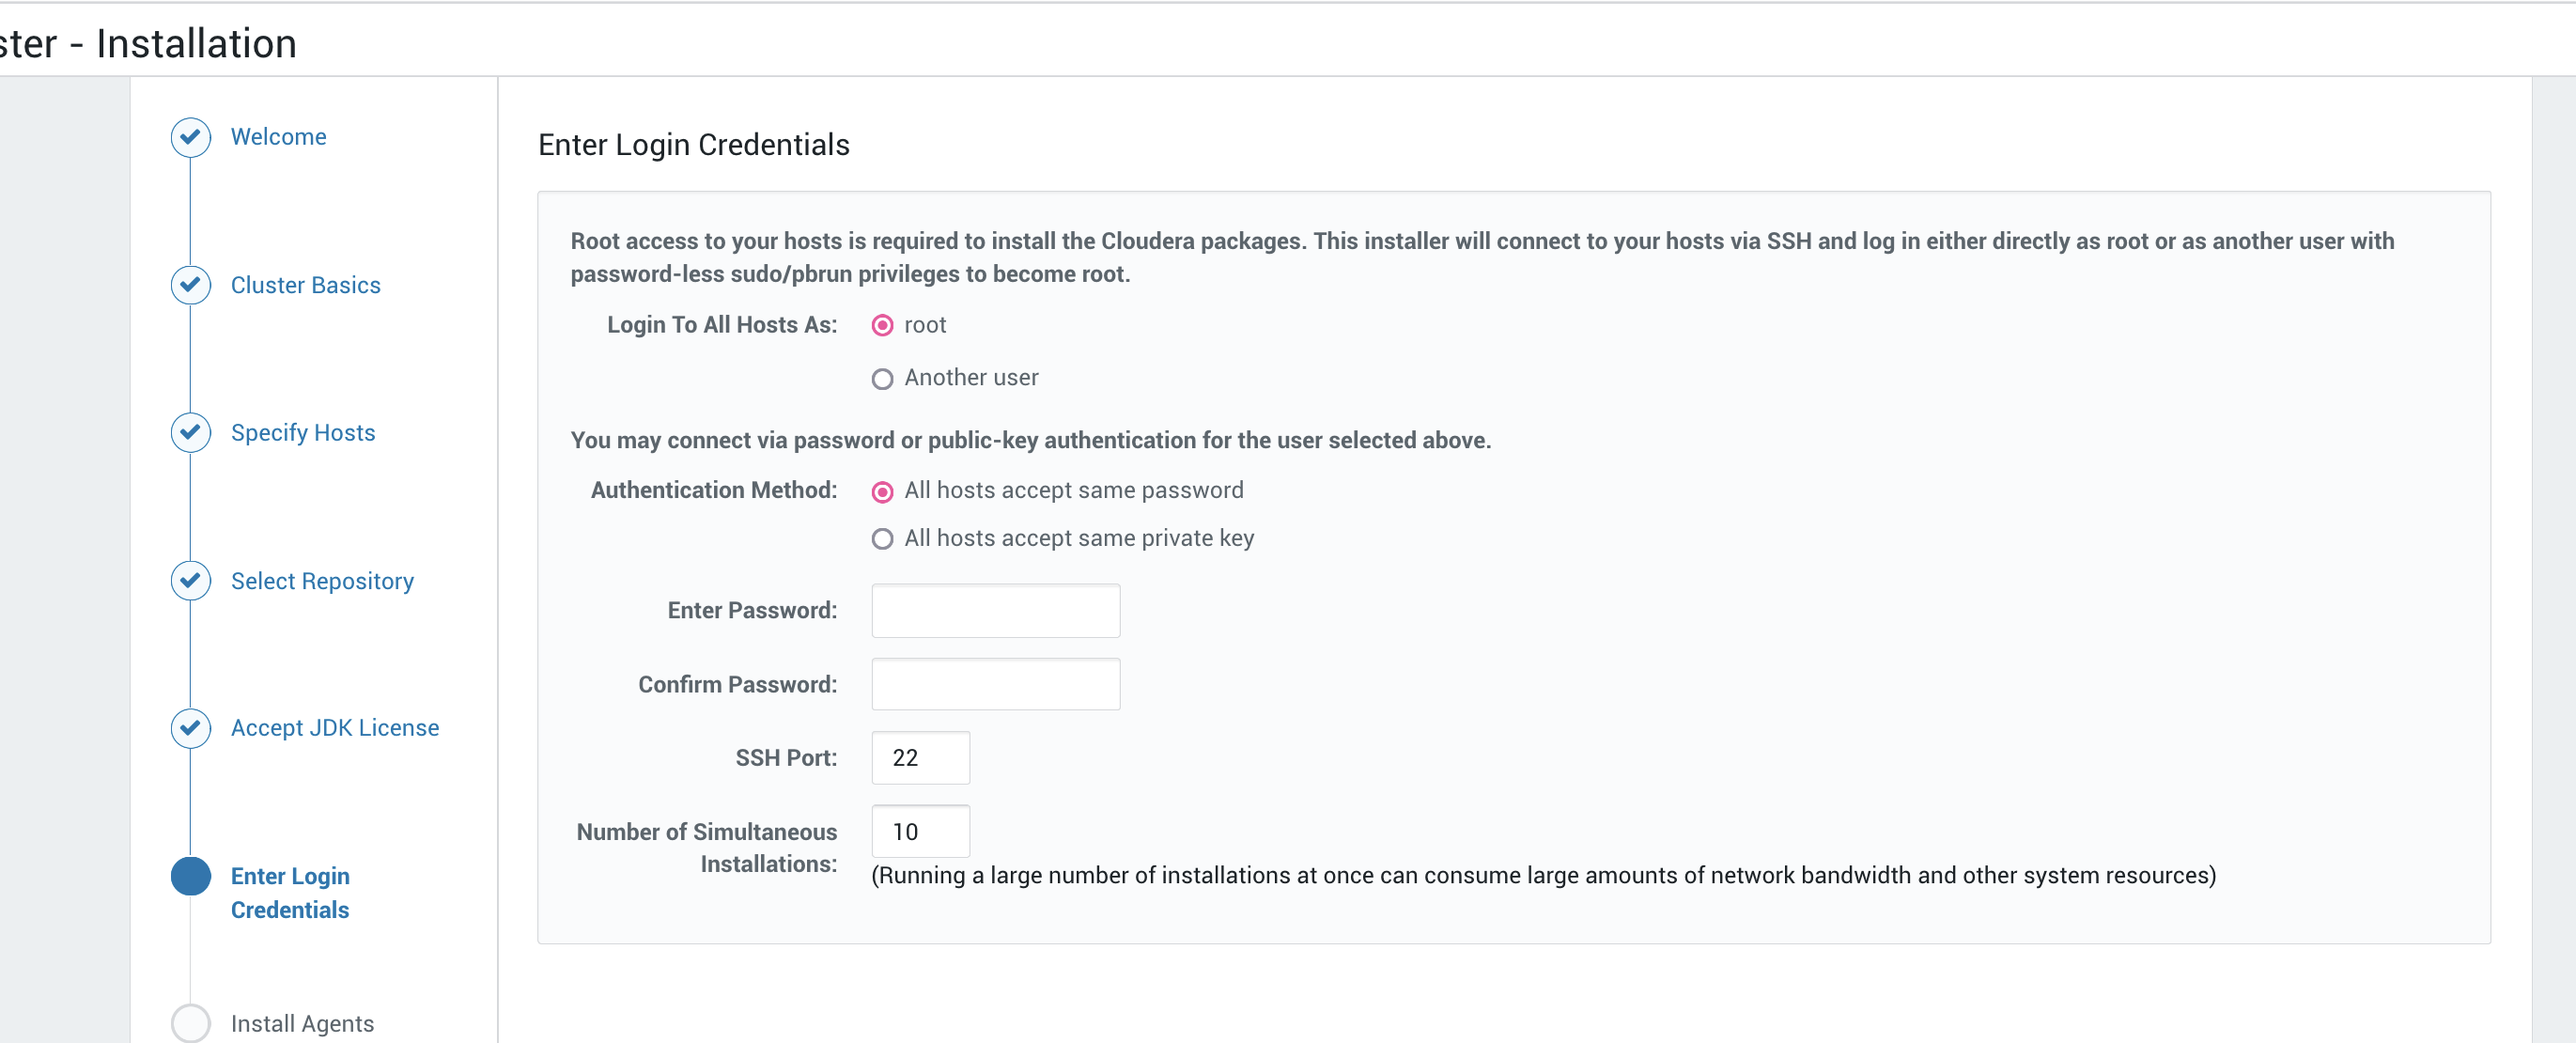 ster - Installation
Welcome
Cluster Basics
Specify Hosts
Select Repository
Accept JDK License
Enter Login
Credentials
Install Agents
Enter Login Credentials
Root access to your hosts is required to install the Cloudera packages. This installer will connect to your hosts via SSH and log in either directly as root or as another user with
password-less sudo/pbrun privileges to become root.
Login To All Hosts As: root
Another user
You may connect via password or public-key authentication for the user selected above.
Authentication Method: All hosts accept same password
All hosts accept same private key
Enter Password:
Confirm Password:
SSH Port: 22
Number of Simultaneous 10
Installations:
(Running a large number of installations at once can consume large amounts of network bandwidth and other system resources)